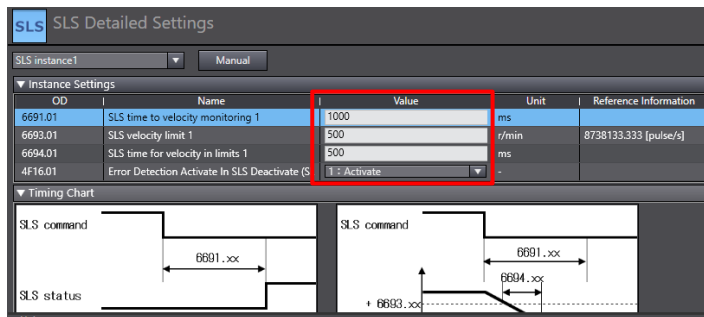 SLS SLS Detailed Settings
SLS instance1 Manual
Instance Settings
OD Name Value Unit Reference Information
6691.01 SLS time to velocity monitoring 1 1000 ms
6693.01 SLS velocity limit 1 500 r/min 8738133.333 [pulse/s]
6694.01 SLS time for velocity in limits 1 500 ms
4F16.01 Error Detection Activate In SLS Deactivate (S 1 : Activate -
Timing Chart
SLS command
6691.xx
SLS status
SLS command
6691.xx
6694.xx
+ 6693.xx